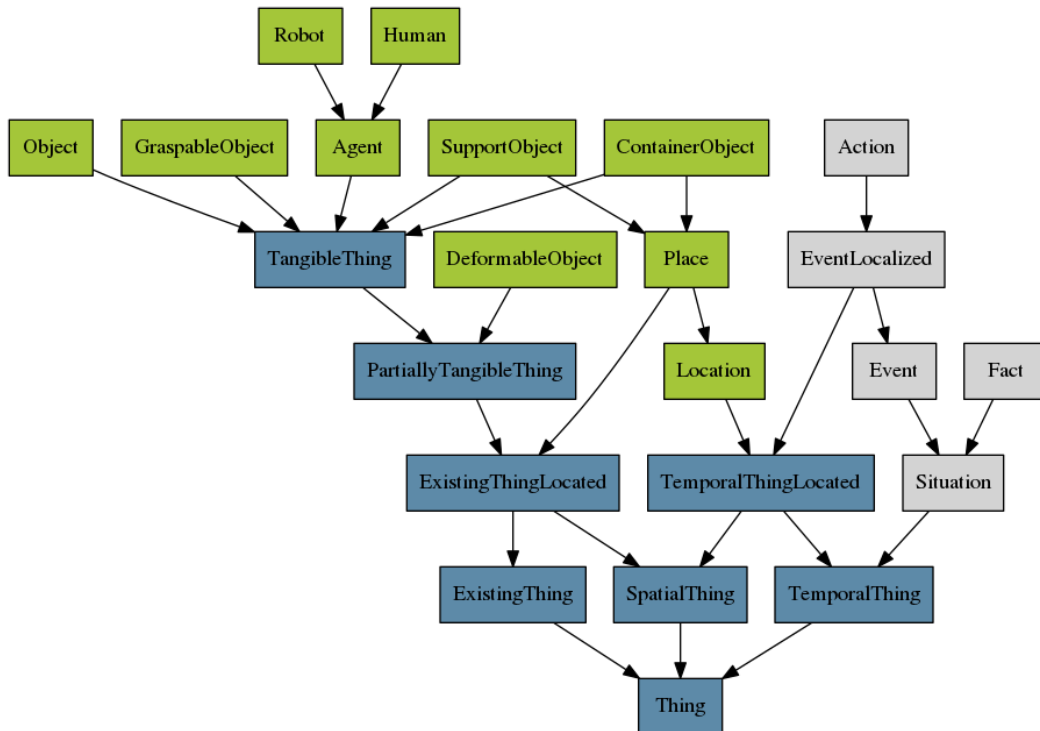 Robot
Human
Object
GraspableObject
Agent
SupportObject
ContainerObject
Action
TangibleThing
DeformableObject
Place
EventLocalized
PartiallyTangibleThing
Location
Event
Fact
ExistingThingLocated
TemporalThingLocated
Situation
ExistingThing
SpatialThing
TemporalThing
Thing